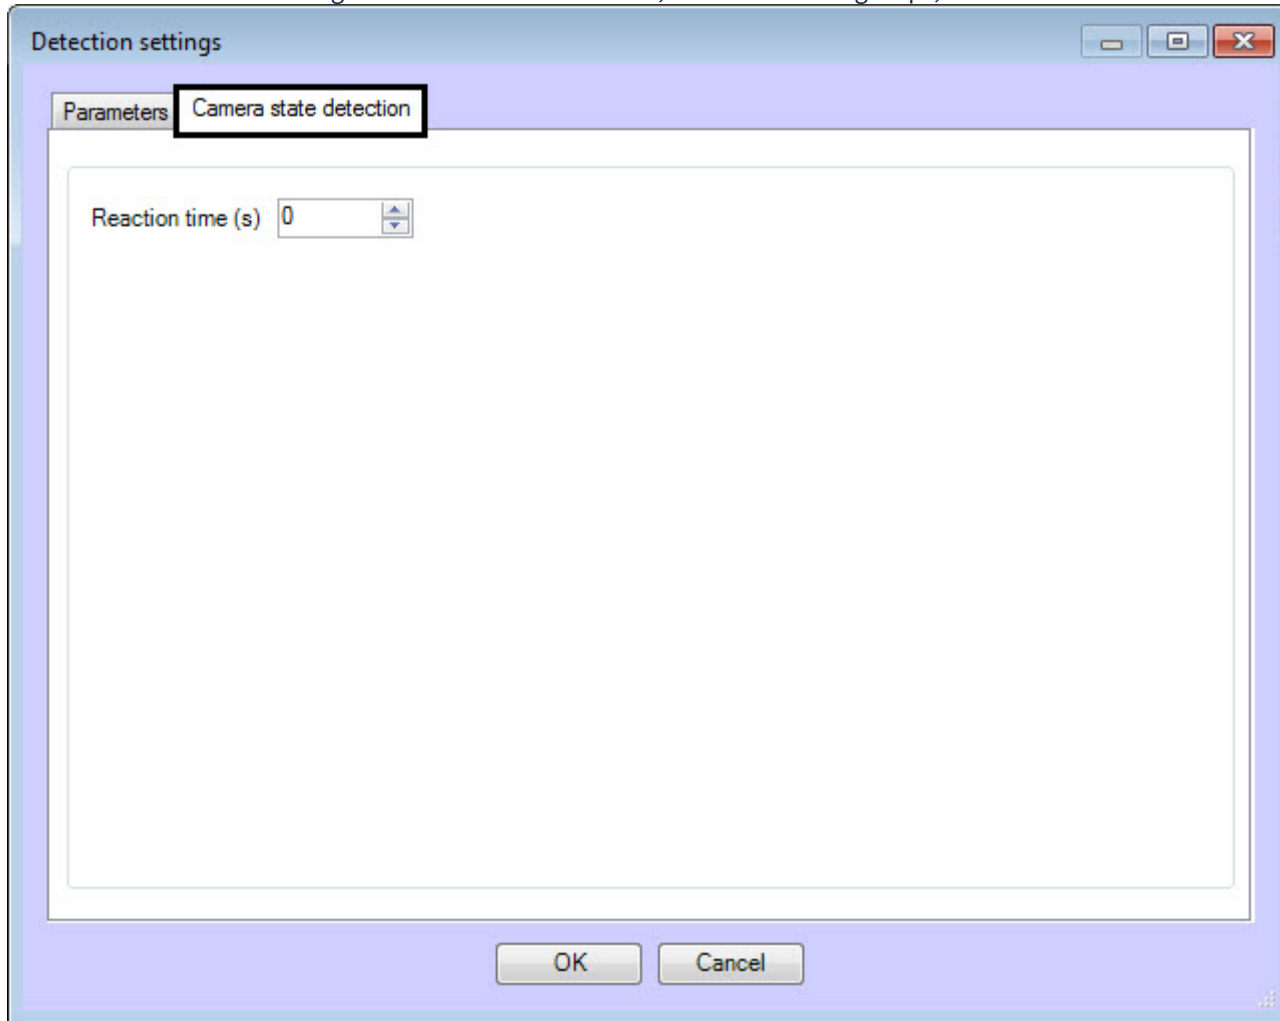 Detection settings
Parameters
Camera state detection
Reaction time (s) 0
OK
Cancel